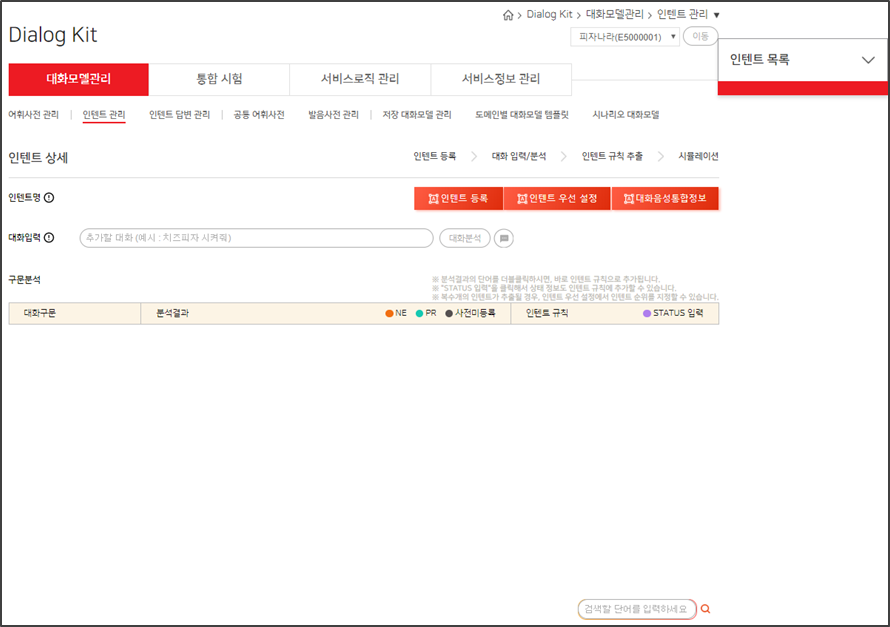 Dialog Kit > 대화모델관리 > 인텐트 관리 ▼
Dialog Kit
피자나라(E5000001) ▼ 이동
인텐트 목록
대화모델관리 통합 시험 서비스로직 관리 서비스정보 관리
어휘사전 관리 | 인텐트 관리 인텐트 답변 관리 | 공통 어휘사전 발음사전 관리 | 저장 대화모델 관리 도메인별 대화모델 템플릿 시나리오 대화모델
인텐트 상세
인텐트 등록 > 대화 입력/분석 > 인텐트 규칙 추출 > 시뮬레이션
인텐트명
인텐트 등록 인텐트 우선 설정 대화음성통합정보
대화입력 추가할 대화 (예시 : 치즈피자 시켜줘) 대화분석
구문분석
※ 분석결과의 단어를 더블클릭하시면, 바로 인텐트 규칙으로 추가됩니다.
※ "STATUS 입력"을 클릭해서 상태 정보도 인텐트 규칙에 추가할 수 있습니다.
※ 복수개의 인텐트가 추출될 경우, 인텐트 우선 설정에서 인텐트 순위를 지정할 수 있습니다.
대화구문 분석결과 NE PR 사전미등록 인텐트 규칙 STATUS 입력
검색할 단어를 입력하세요